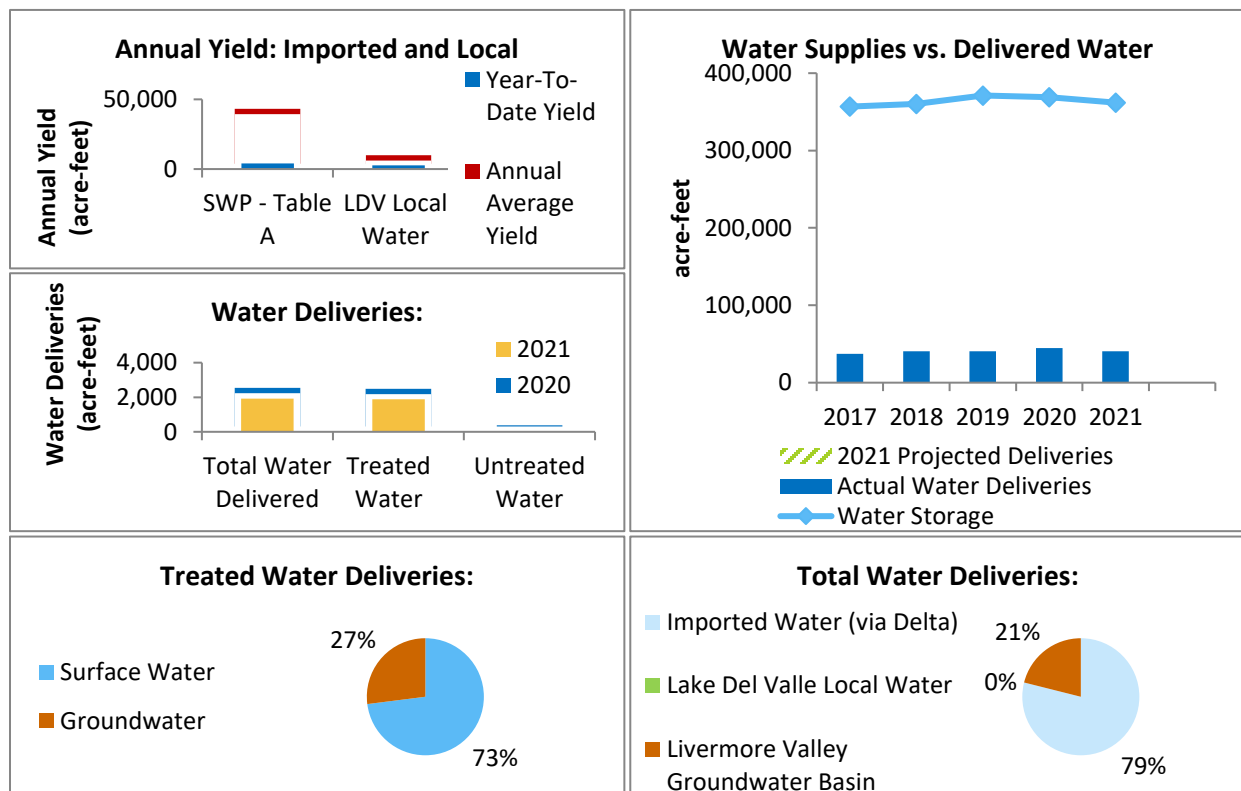 Annual Yield: Imported and Local
Annual Yield
(acre-feet)
50,000
0
SWP - Table
A
LDV Local
Water
Year-To-
Date Yield
Annual
Average
Yield
Water Deliveries:
Water Deliveries
(acre-feet)
4,000
2,000
0
2021
2020
Total Water
Delivered
Treated
Water
Untreated
Water
Water Supplies vs. Delivered Water
acre-feet
400,000
300,000
200,000
100,000
0
2017 2018 2019 2020 2021
2021 Projected Deliveries
Actual Water Deliveries
Water Storage
Treated Water Deliveries:
Surface Water
Groundwater
27%
73%
Total Water Deliveries:
Imported Water (via Delta)
Lake Del Valle Local Water
Livermore Valley
Groundwater Basin
21%
0%
79%